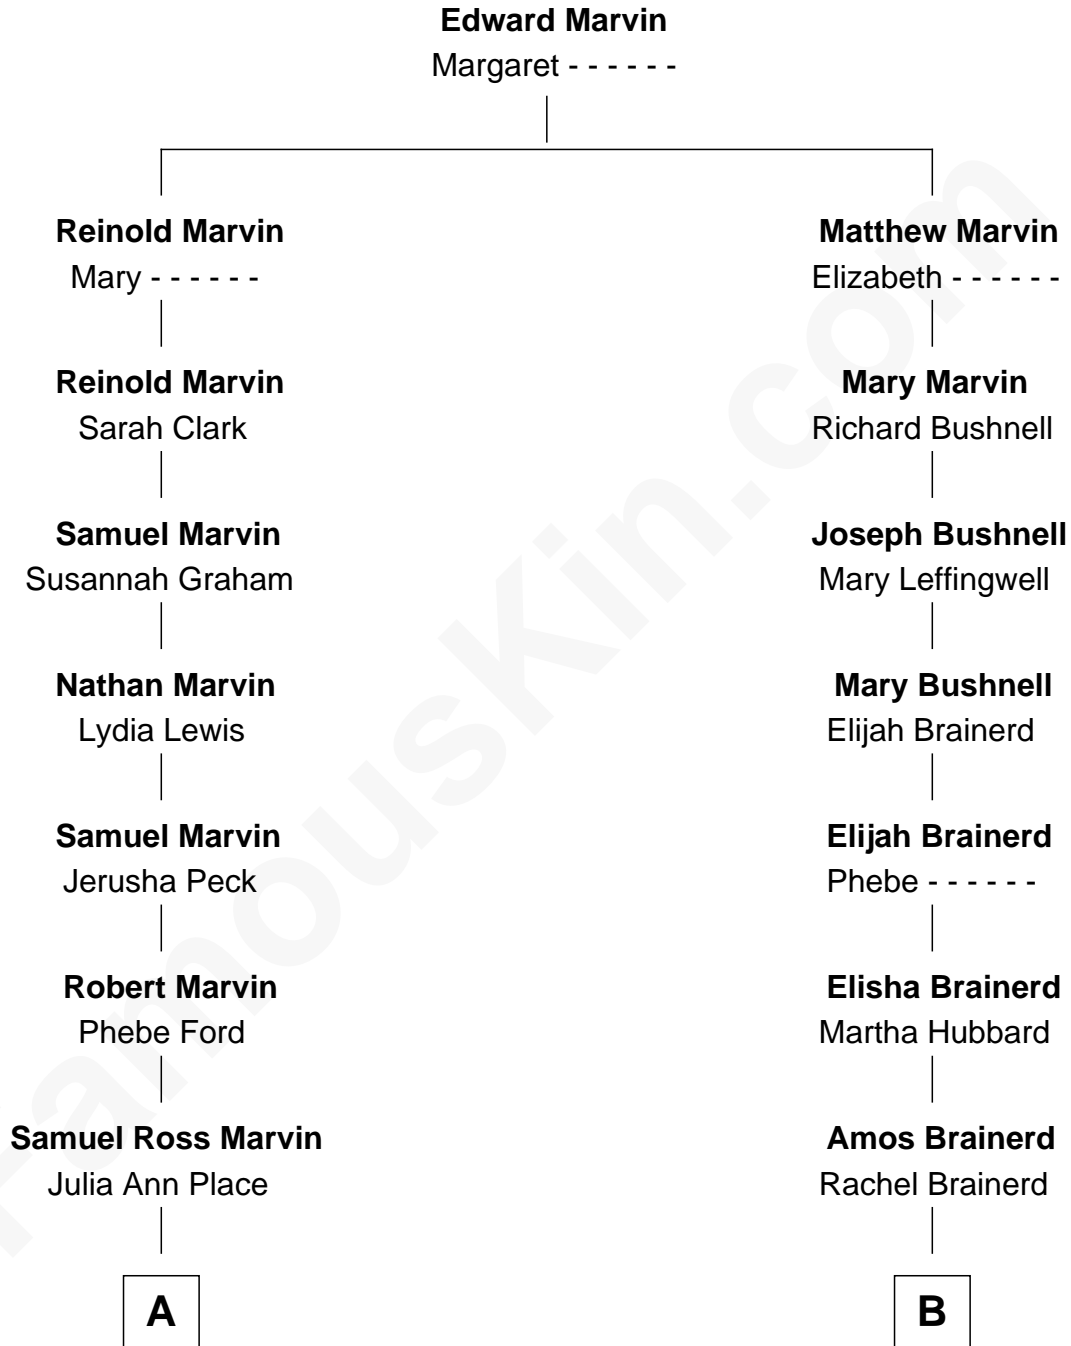 Edward Marvin
Margaret - - - - - -
Reinold Marvin
Mary - - - - - -
Matthew Marvin
Elizabeth - - - - - -
Reinold Marvin
Sarah Clark
Mary Marvin
Richard Bushnell
Samuel Marvin
Susannah Graham
Joseph Bushnell
Mary Leffingwell
Nathan Marvin
Lydia Lewis
Mary Bushnell
Elijah Brainerd
Samuel Marvin
Jerusha Peck
Elijah Brainerd
Phebe - - - - - -
Robert Marvin
Phebe Ford
Elisha Brainerd
Martha Hubbard
Samuel Ross Marvin
Julia Ann Place
Amos Brainerd
Rachel Brainerd
A
B
FamousKin.com